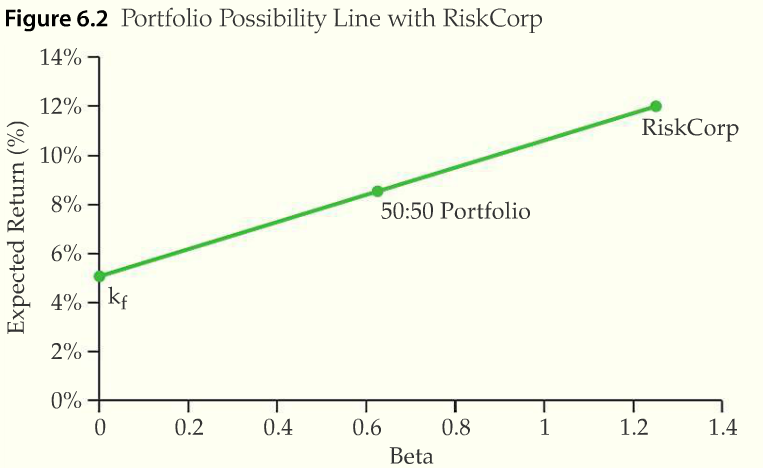 Figure 6.2 Portfolio Possibility Line with RiskCorp
14%
12%
10%
8%
6%
4%
2%
0%
Expected Return (%)
RiskCorp
50:50 Portfolio
kf
0 0.2 0.4 0.6 0.8 1 1.2 1.4
Beta